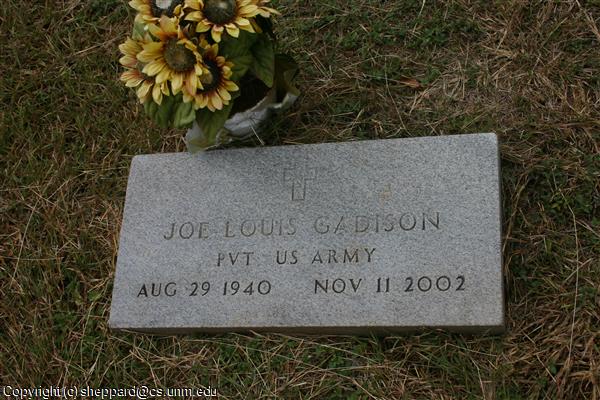 JOE LOUIS GADISON
PVT US ARMY
AUG 29 1940 NOV 11 2002
Copyright (c) sheppard@cs.unm.edu